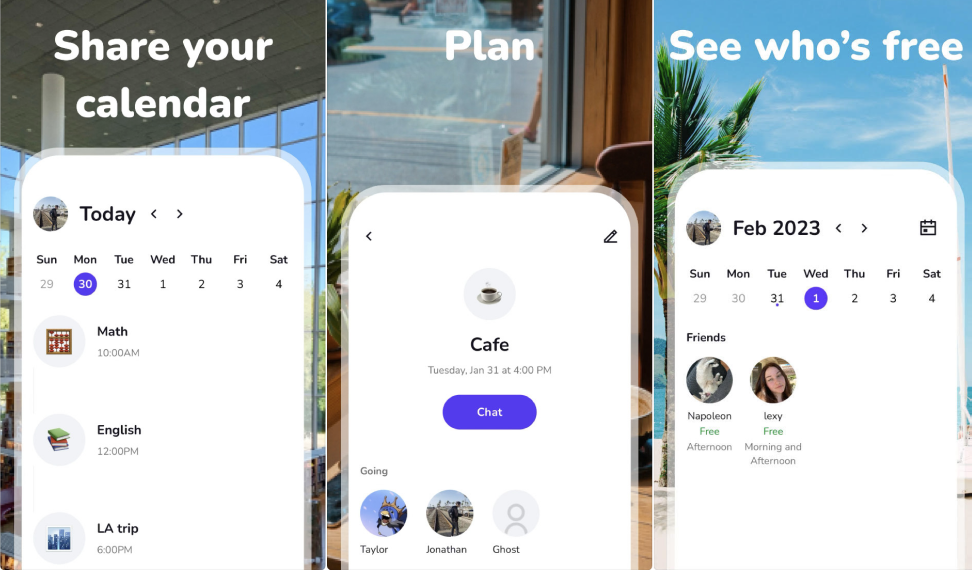 Share your
calendar
Today
Sun Mon Tue Wed Thu Fri Sat
29 30 31 1 2 3 4
Math
10:00AM
English
12:00PM
LA trip
6:00PM
Plan
Cafe
Tuesday, Jan 31 at 4:00 PM
Chat
Going
Taylor Jonathan Ghost
See who's free
Feb 2023
Sun Mon Tue Wed Thu Fri Sat
29 30 31 1 2 3 4
Friends
Napoleon lexy
Free Free
Afternoon Morning and
Afternoon